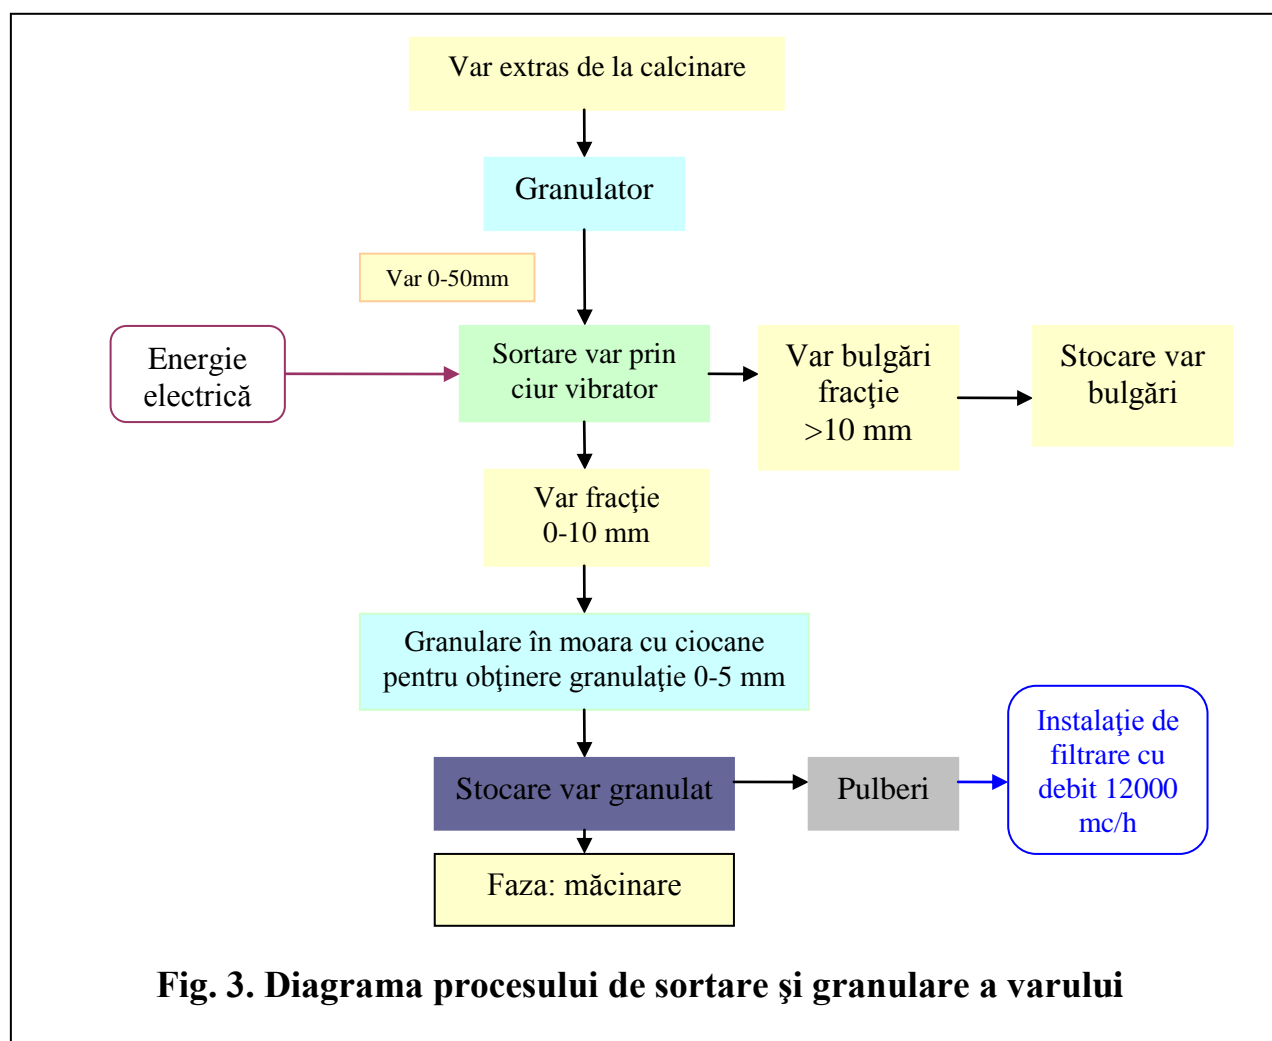 Var extras de la calcinare
Granulator
Var 0-50mm
Energie
electrică
Sortare var prin
ciur vibrator
Var bulgări
fracţie
>10 mm
Stocare var
bulgări
Var fracţie
0-10 mm
Granulare în moara cu ciocane
pentru obţinere granulaţie 0-5 mm
Stocare var granulat
Pulberi
Instalaţie de
filtrare cu
debit 12000
mc/h
Faza: măcinare
Fig. 3. Diagrama procesului de sortare şi granulare a varului